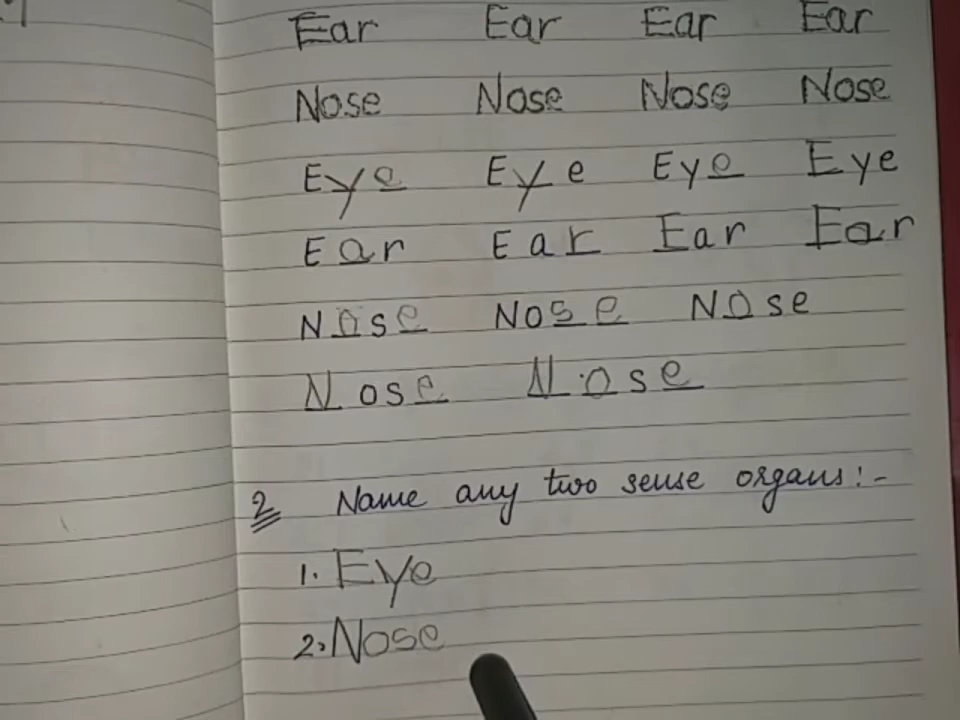 Ear Ear Ear Ear
Nose Nose Nose Nose
Eye Eye Eye Eye
Ear Ear Ear Ear
Nose Nose Nose
Nose Nose
2 Name any two sense organs:-
1. Eye
2. Nose